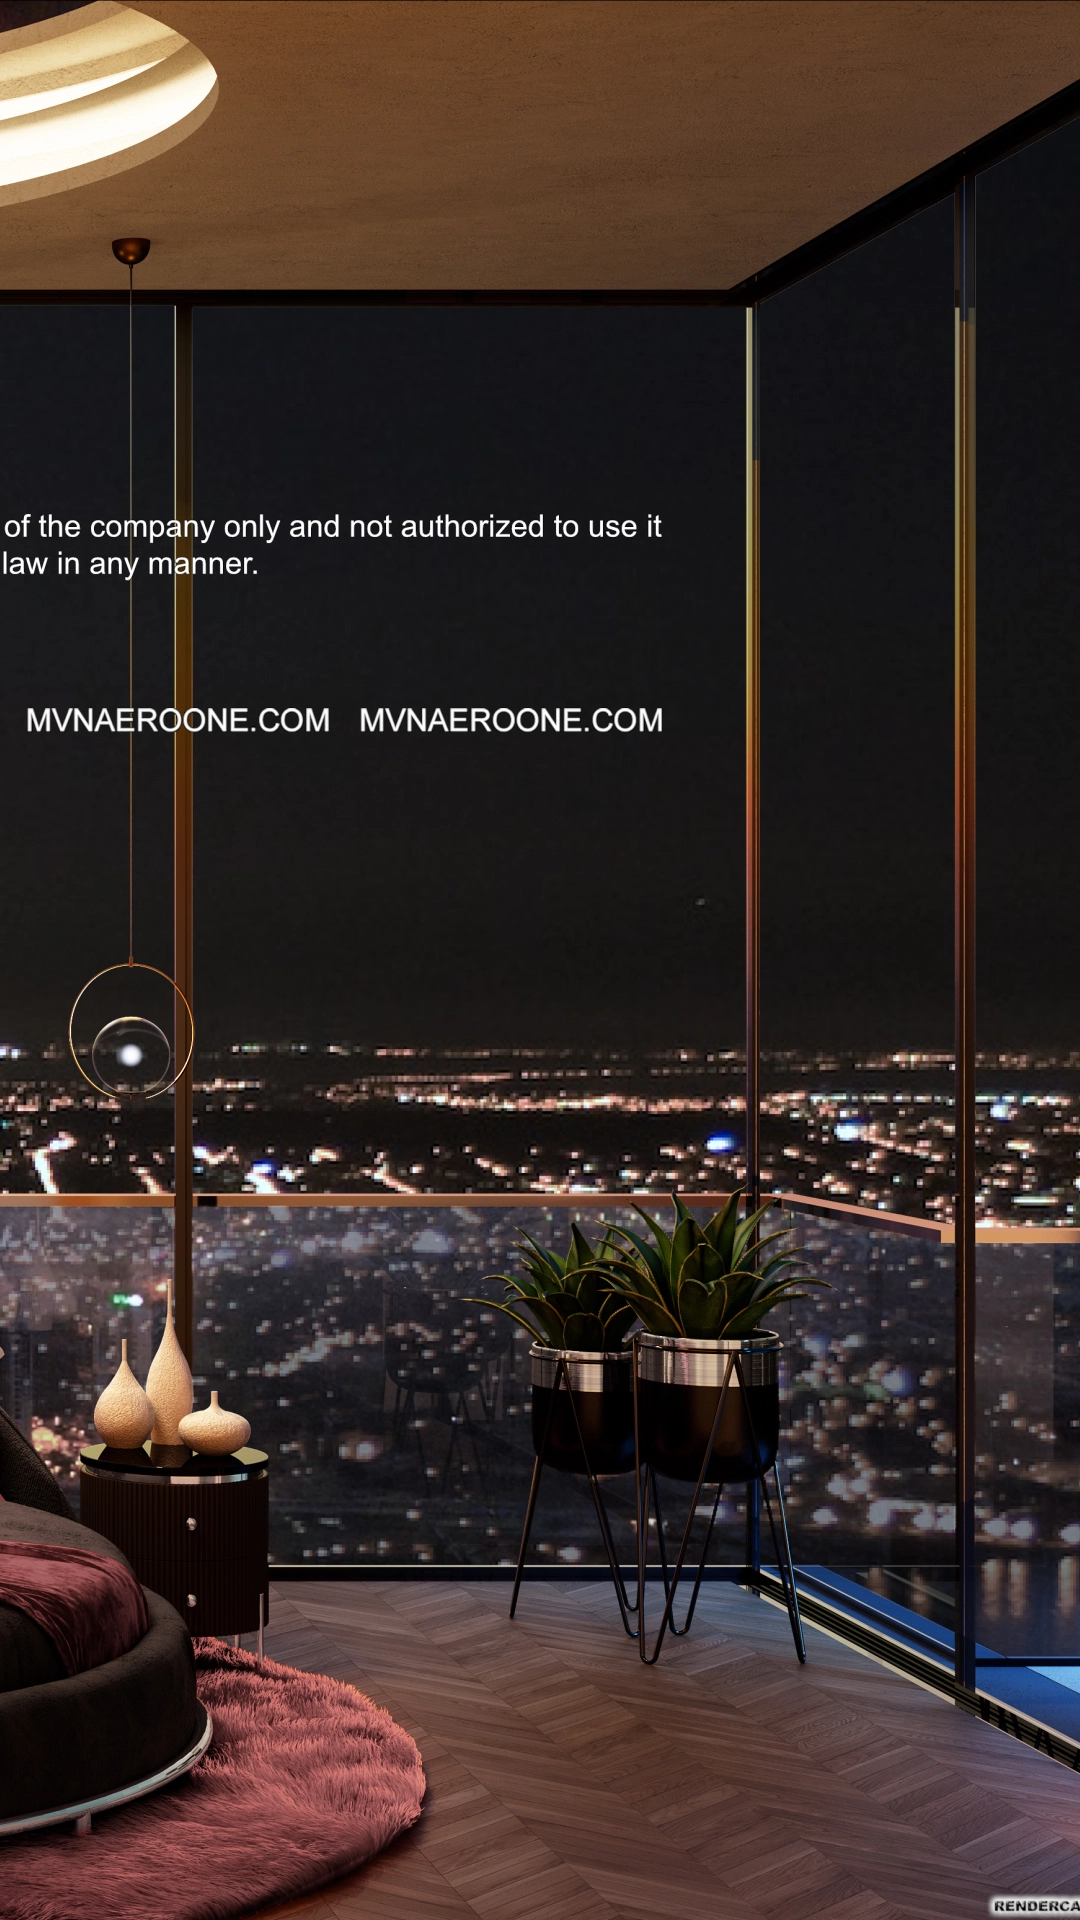 of the company only and not authorized to use it
law in any manner.
MVNAEROONE.COM MVNAEROONE.COM
RENDERCA